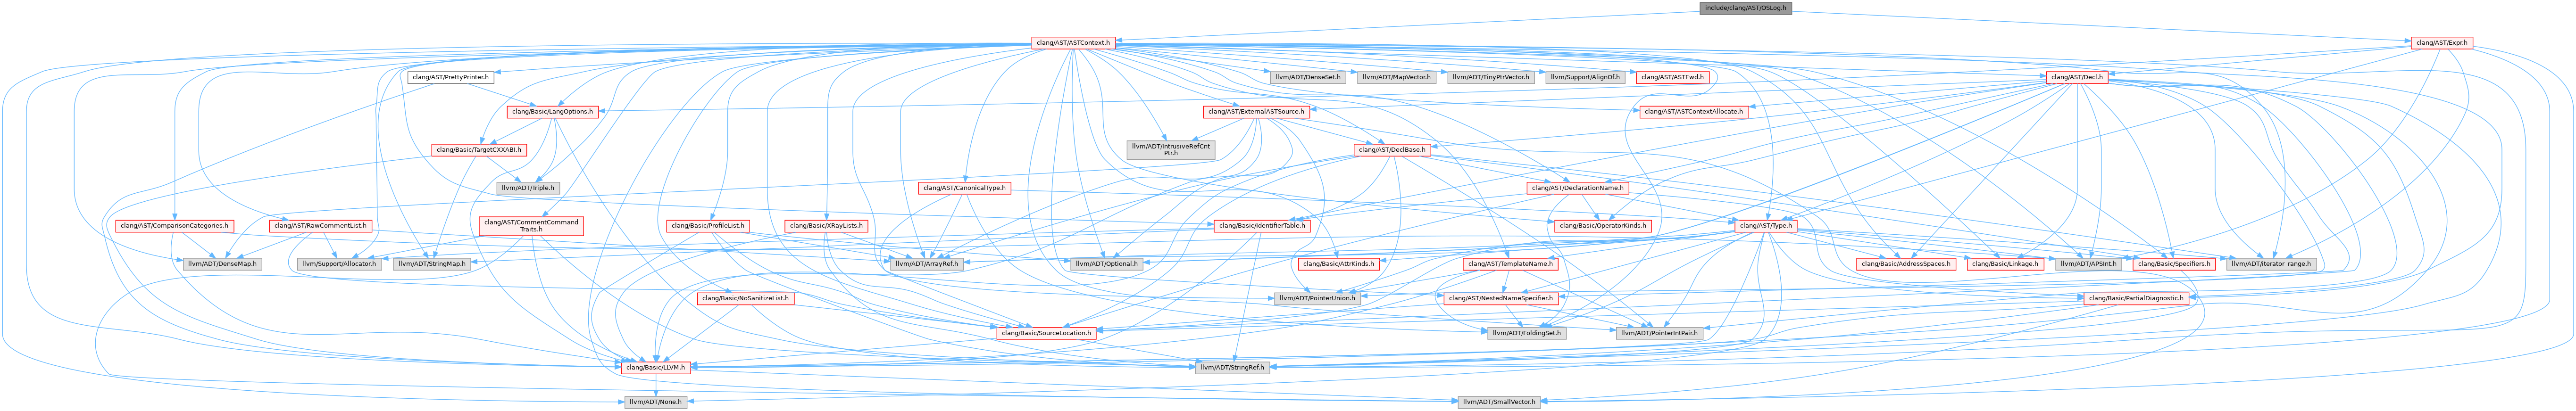 include/clang/AST/OSLog.h
clang/AST/ASTContext.h
clang/AST/Expr.h
clang/AST/PrettyPrinter.h
llvm/ADT/DenseSet.h
llvm/ADT/MapVector.h
llvm/ADT/TinyPtrVector.h
llvm/Support/AlignOf.h
clang/AST/ASTFwd.h
clang/AST/Decl.h
clang/Basic/LangOptions.h
clang/AST/ExternalASTSource.h
clang/AST/ASTContextAllocate.h
clang/Basic/TargetCXXABI.h
llvm/ADT/IntrusiveRefCnt
Ptr.h
clang/AST/DeclBase.h
llvm/ADT/Triple.h
clang/AST/CanonicalType.h
clang/AST/DeclarationName.h
clang/AST/ComparisonCategories.h
clang/AST/RawCommentList.h
clang/AST/CommentCommand
Traits.h
clang/Basic/ProfileList.h
clang/Basic/XRayLists.h
clang/Basic/IdentifierTable.h
clang/Basic/OperatorKinds.h
clang/AST/Type.h
llvm/ADT/DenseMap.h
llvm/Support/Allocator.h
llvm/ADT/StringMap.h
llvm/ADT/ArrayRef.h
llvm/ADT/Optional.h
clang/Basic/AttrKinds.h
clang/AST/TemplateName.h
clang/Basic/AddressSpaces.h
clang/Basic/Linkage.h
llvm/ADT/APSInt.h
clang/Basic/Specifiers.h
llvm/ADT/iterator_range.h
clang/Basic/NoSanitizeList.h
llvm/ADT/PointerUnion.h
clang/AST/NestedNameSpecifier.h
clang/Basic/PartialDiagnostic.h
clang/Basic/SourceLocation.h
llvm/ADT/FoldingSet.h
llvm/ADT/PointerIntPair.h
clang/Basic/LLVM.h
llvm/ADT/StringRef.h
llvm/ADT/None.h
llvm/ADT/SmallVector.h